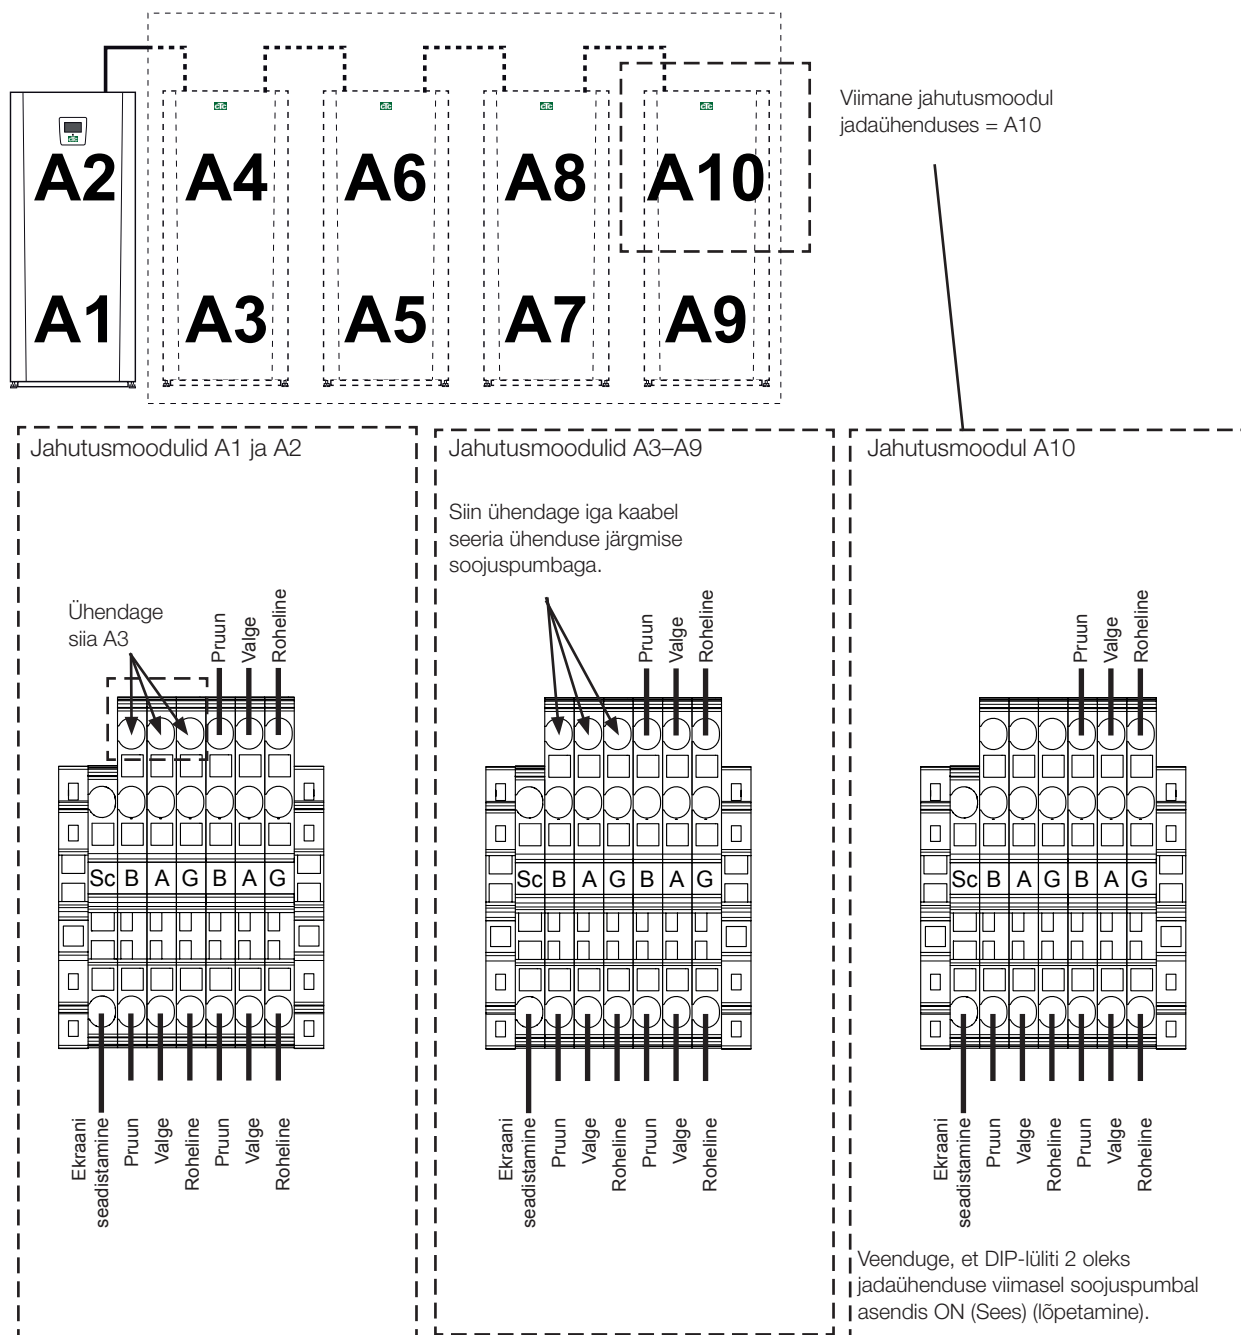 A2
A4
A6
A8
A10
A1
A3
A5
A7
A9
Viimane jahutusmoodul
jadaühenduses = A10
Jahutusmoodulid A1 ja A2
Ühendage
siia A3
Pruun
Valge
Roheline
Sc B A G B A G
Ekraani
seadistamine
Pruun
Valge
Roheline
Pruun
Valge
Roheline
Jahutusmoodulid A3–A9
Siin ühendage iga kaabel
seeria ühenduse järgmise
soojuspumbaga.
Pruun
Valge
Roheline
Sc B A G B A G
Ekraani
seadistamine
Pruun
Valge
Roheline
Pruun
Valge
Roheline
Jahutusmoodul A10
Pruun
Valge
Roheline
Sc B A G B A G
Ekraani
seadistamine
Pruun
Valge
Roheline
Pruun
Valge
Roheline
Veenduge, et DIP-lüliti 2 oleks
jadaühenduse viimasel soojuspumbal
asendis ON (Sees) (lõpetamine).